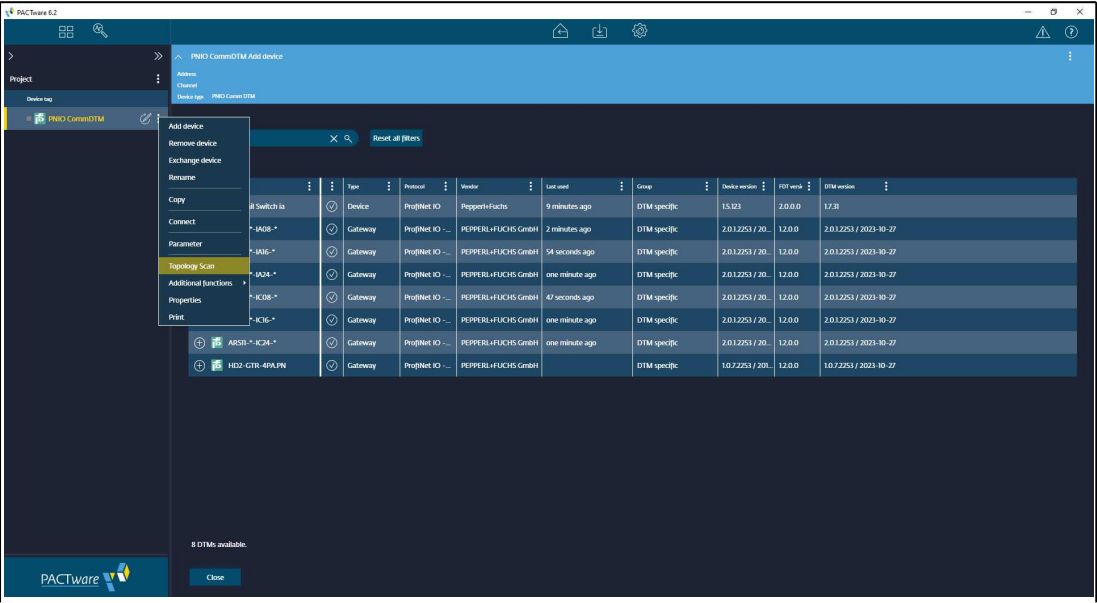 PACTware 6.2
Project
Device tag
PNIO CommDTM
PNIO CommDTM Add device
Address
Channel
Device type PNIO Comm DTM
Add device
Remove device
Exchange device
Rename
Copy
Connect
Parameter
Topology Scan
Additional functions
Properties
Print
Reset all filters
Type Protocol Vendor Last used Group Device version FDT versi DTM version
il Switch ia Device ProfiNet IO Pepperl+Fuchs 9 minutes ago DTM specific 1.5.123 2.0.0.0 1.7.31
*-IA08-* Gateway ProfiNet IO -... PEPPERL+FUCHS GmbH 2 minutes ago DTM specific 2.0.1.2253 / 20... 1.2.0.0 2.0.1.2253 / 2023-10-27
*-IA16-* Gateway ProfiNet IO -... PEPPERL+FUCHS GmbH 54 seconds ago DTM specific 2.0.1.2253 / 20... 1.2.0.0 2.0.1.2253 / 2023-10-27
*-IA24-* Gateway ProfiNet IO -... PEPPERL+FUCHS GmbH one minute ago DTM specific 2.0.1.2253 / 20... 1.2.0.0 2.0.1.2253 / 2023-10-27
*-IC08-* Gateway ProfiNet IO -... PEPPERL+FUCHS GmbH 47 seconds ago DTM specific 2.0.1.2253 / 20... 1.2.0.0 2.0.1.2253 / 2023-10-27
*-IC16-* Gateway ProfiNet IO -... PEPPERL+FUCHS GmbH one minute ago DTM specific 2.0.1.2253 / 20... 1.2.0.0 2.0.1.2253 / 2023-10-27
ARS11-*-IC24-* Gateway ProfiNet IO -... PEPPERL+FUCHS GmbH one minute ago DTM specific 2.0.1.2253 / 20... 1.2.0.0 2.0.1.2253 / 2023-10-27
HD2-GTR-4PA.PN Gateway ProfiNet IO -... PEPPERL+FUCHS GmbH DTM specific 1.0.7.2253 / 201... 1.2.0.0 1.0.7.2253 / 2023-10-27
8 DTMs available.
Close
PACTware